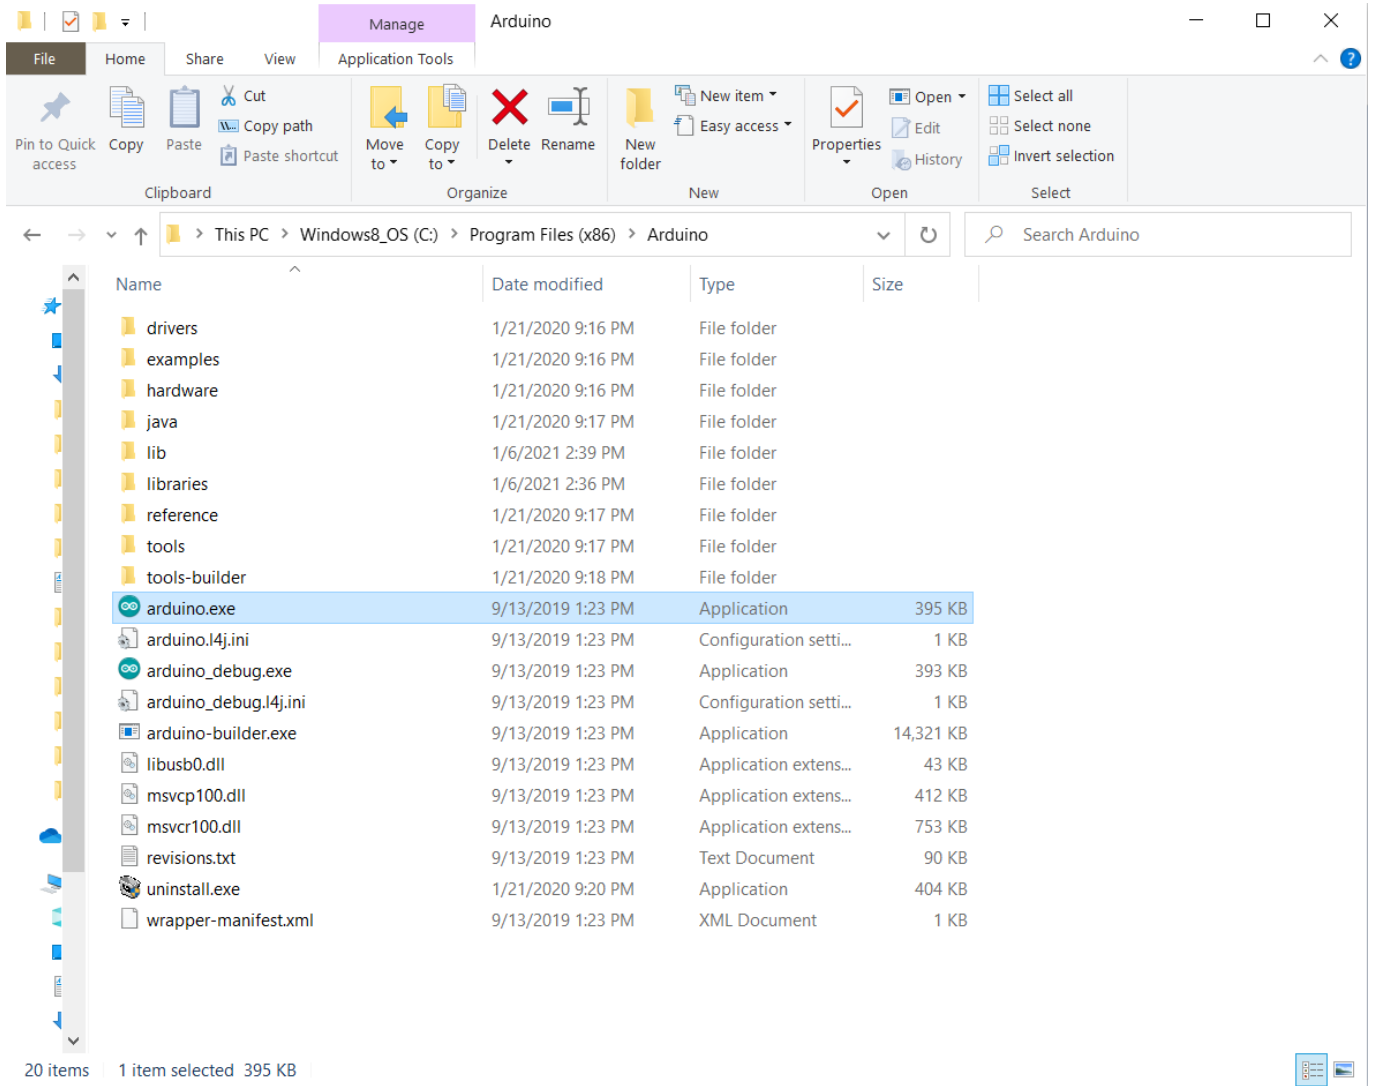 Manage
Arduino
File
Home
Share
View
Application Tools
Pin to Quick access
Copy
Paste
Cut
Copy path
Paste shortcut
Clipboard
Move to
Copy to
Delete
Rename
Organize
New folder
New item
Easy access
New
Properties
Open
Edit
History
Open
Select all
Select none
Invert selection
Select
This PC > Windows8_OS (C:) > Program Files (x86) > Arduino
Search Arduino
Name Date modified Type Size
drivers 1/21/2020 9:16 PM File folder
examples 1/21/2020 9:16 PM File folder
hardware 1/21/2020 9:16 PM File folder
java 1/21/2020 9:17 PM File folder
lib 1/6/2021 2:39 PM File folder
libraries 1/6/2021 2:36 PM File folder
reference 1/21/2020 9:17 PM File folder
tools 1/21/2020 9:17 PM File folder
tools-builder 1/21/2020 9:18 PM File folder
arduino.exe 9/13/2019 1:23 PM Application 395 KB
arduino.l4j.ini 9/13/2019 1:23 PM Configuration setti... 1 KB
arduino_debug.exe 9/13/2019 1:23 PM Application 393 KB
arduino_debug.l4j.ini 9/13/2019 1:23 PM Configuration setti... 1 KB
arduino-builder.exe 9/13/2019 1:23 PM Application 14,321 KB
libusb0.dll 9/13/2019 1:23 PM Application extens... 43 KB
msvcp100.dll 9/13/2019 1:23 PM Application extens... 412 KB
msvcr100.dll 9/13/2019 1:23 PM Application extens... 753 KB
revisions.txt 9/13/2019 1:23 PM Text Document 90 KB
uninstall.exe 1/21/2020 9:20 PM Application 404 KB
wrapper-manifest.xml 9/13/2019 1:23 PM XML Document 1 KB
20 items 1 item selected 395 KB